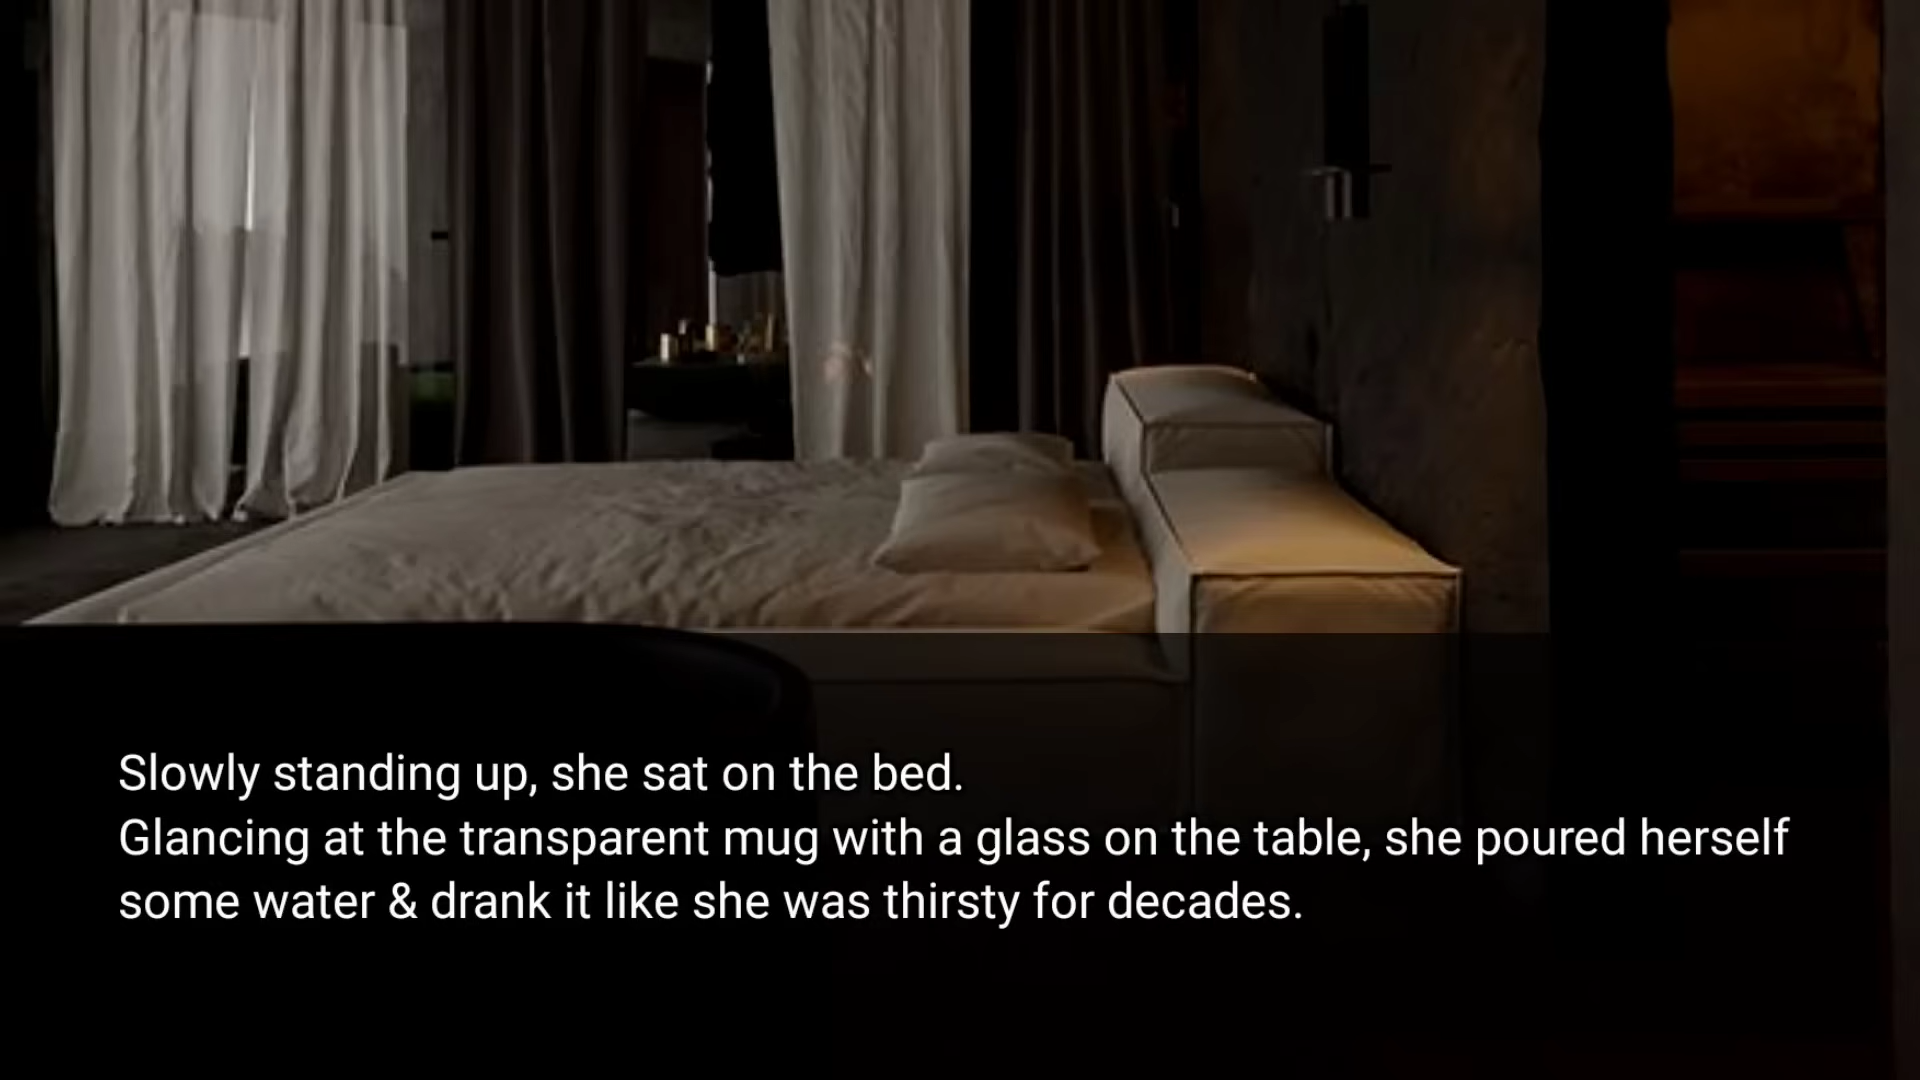 Slowly standing up, she sat on the bed.
Glancing at the transparent mug with a glass on the table, she poured herself
some water & drank it like she was thirsty for decades.